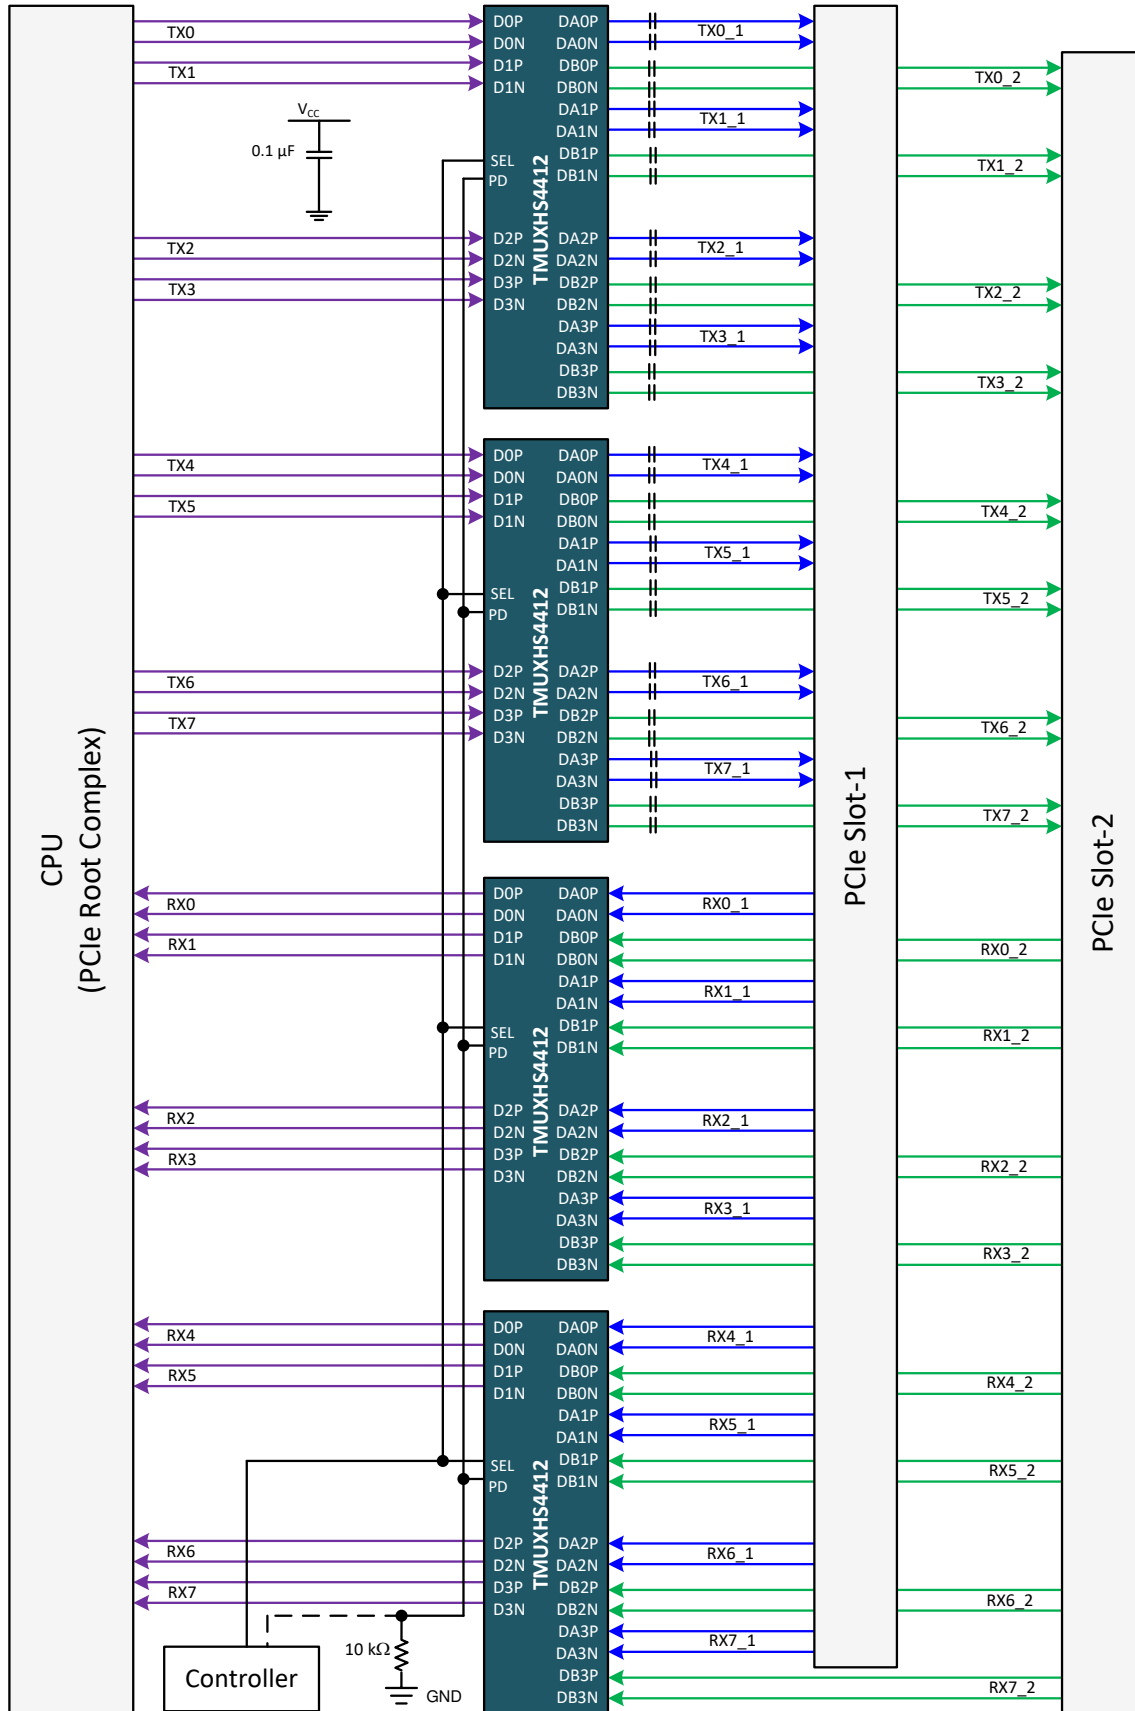 CPU
(PCIe Root Complex)
TX0
TX1
TX2
TX3
V_CC
0.1 µF
D0P
D0N
D1P
D1N
SEL
PD
D2P
D2N
D3P
D3N
TMUXHS4412
DA0P
DA0N
DB0P
DB0N
DA1P
DA1N
DB1P
DB1N
DA2P
DA2N
DB2P
DB2N
DA3P
DA3N
DB3P
DB3N
TX0_1
TX1_1
TX2_1
TX3_1
TX0_2
TX1_2
TX2_2
TX3_2
TX4
TX5
TX6
TX7
D0P
D0N
D1P
D1N
SEL
PD
D2P
D2N
D3P
D3N
TMUXHS4412
DA0P
DA0N
DB0P
DB0N
DA1P
DA1N
DB1P
DB1N
DA2P
DA2N
DB2P
DB2N
DA3P
DA3N
DB3P
DB3N
TX4_1
TX5_1
TX6_1
TX7_1
TX4_2
TX5_2
TX6_2
TX7_2
PCIe Slot-1
PCIe Slot-2
RX0
RX1
RX2
RX3
D0P
D0N
D1P
D1N
SEL
PD
D2P
D2N
D3P
D3N
TMUXHS4412
DA0P
DA0N
DB0P
DB0N
DA1P
DA1N
DB1P
DB1N
DA2P
DA2N
DB2P
DB2N
DA3P
DA3N
DB3P
DB3N
RX0_1
RX1_1
RX2_1
RX3_1
RX0_2
RX1_2
RX2_2
RX3_2
RX4
RX5
RX6
RX7
D0P
D0N
D1P
D1N
SEL
PD
D2P
D2N
D3P
D3N
TMUXHS4412
DA0P
DA0N
DB0P
DB0N
DA1P
DA1N
DB1P
DB1N
DA2P
DA2N
DB2P
DB2N
DA3P
DA3N
DB3P
DB3N
RX4_1
RX5_1
RX6_1
RX7_1
RX4_2
RX5_2
RX6_2
RX7_2
Controller
10 kΩ
GND